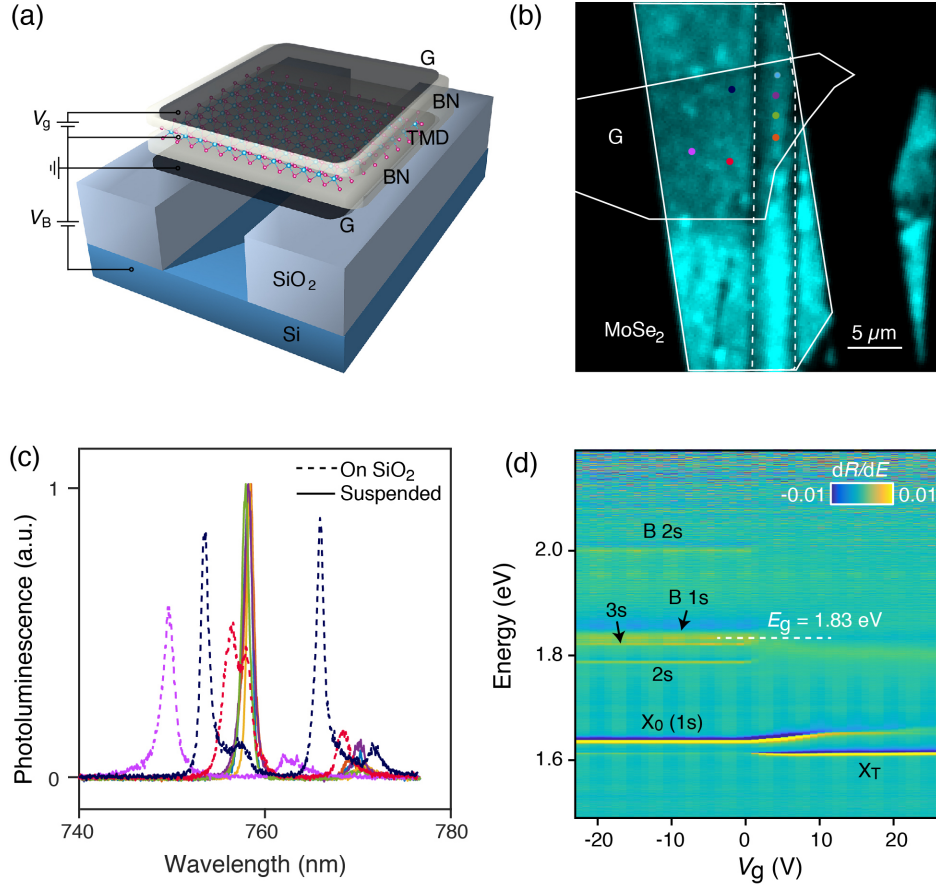 (a)
G
BN
TMD
BN
G
Vg
VB
SiO2
Si
(b)
G
MoSe2
5 μm
(c)
On SiO2
Suspended
1
0
Photoluminescence (a.u.)
740 760 780
Wavelength (nm)
(d)
dR/dE
-0.01 0.01
B 2s
B 1s
3s
Eg = 1.83 eV
2s
X0 (1s)
XT
2.0
1.8
1.6
Energy (eV)
-20 -10 0 10 20
Vg (V)